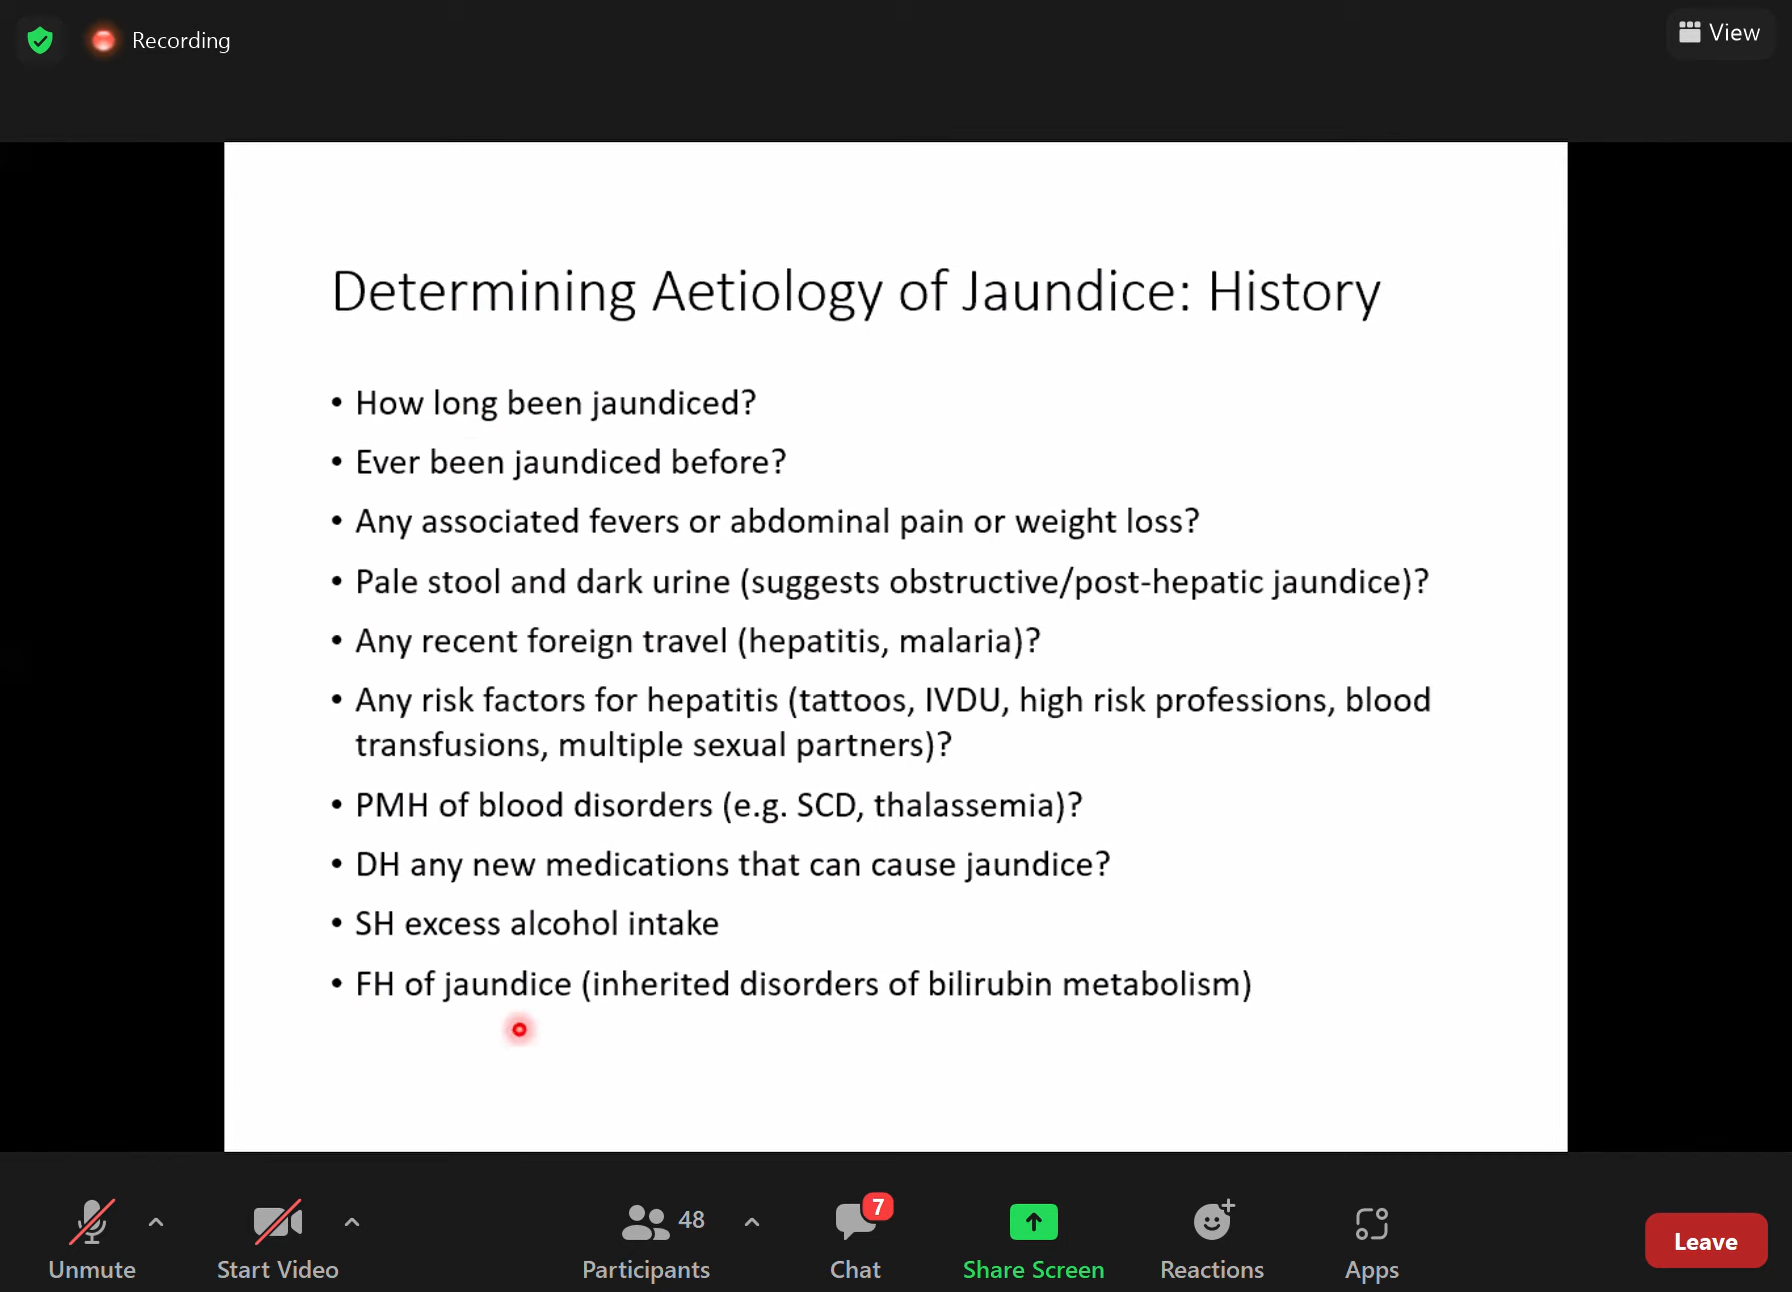 Recording
View
Determining Aetiology of Jaundice: History
• How long been jaundiced?
• Ever been jaundiced before?
• Any associated fevers or abdominal pain or weight loss?
• Pale stool and dark urine (suggests obstructive/post-hepatic jaundice)?
• Any recent foreign travel (hepatitis, malaria)?
• Any risk factors for hepatitis (tattoos, IVDU, high risk professions, blood
transfusions, multiple sexual partners)?
• PMH of blood disorders (e.g. SCD, thalassemia)?
• DH any new medications that can cause jaundice?
• SH excess alcohol intake
• FH of jaundice (inherited disorders of bilirubin metabolism)
48
7
Unmute
Start Video
Participants
Chat
Share Screen
Reactions
Apps
Leave